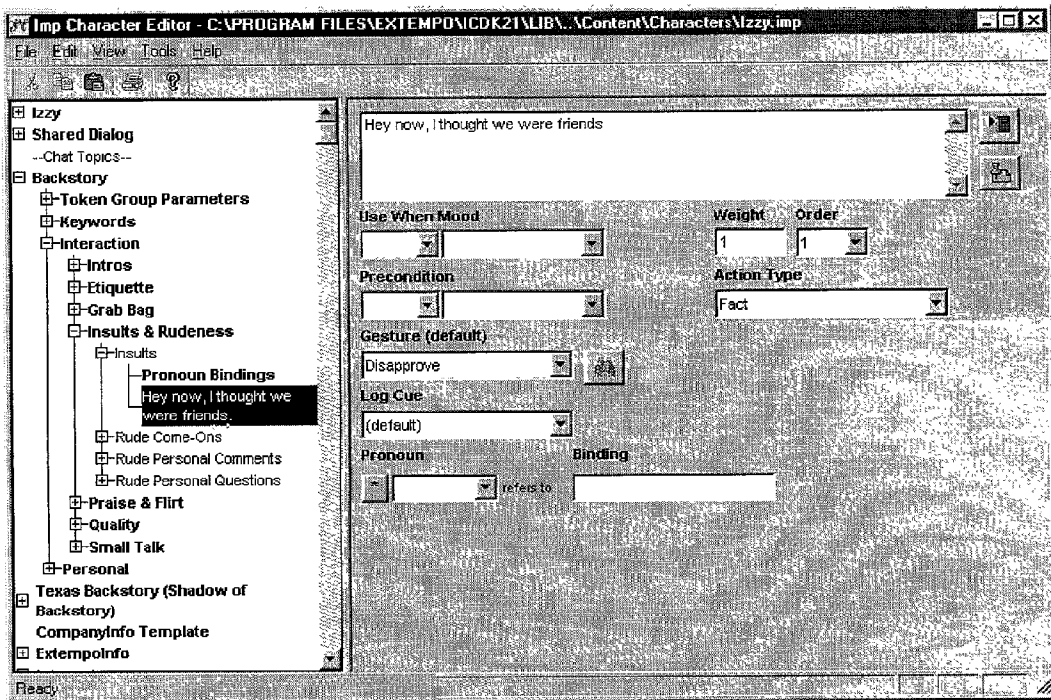 Imp Character Editor - C:\PROGRAM FILES\EXTEMPO\ICDK21\LIB\..\Content\Characters\Izzy.imp
File Edit View Tools Help
Izzy
Shared Dialog
--Chat Topics--
Backstory
Token Group Parameters
Keywords
Interaction
Intros
Etiquette
Grab Bag
Insults & Rudeness
Insults
Pronoun Bindings
Hey now, I thought we
were friends.
Rude Come-Ons
Rude Personal Comments
Rude Personal Questions
Praise & Flirt
Quality
Small Talk
Personal
Texas Backstory (Shadow of
Backstory)
CompanyInfo Template
ExtempoInfo
Hey now, I thought we were friends
Use When Mood
Weight Order
1 1
Precondition
Action Type
Fact
Gesture (default)
Disapprove
Log Cue
(default)
Pronoun Binding
refers to
Ready